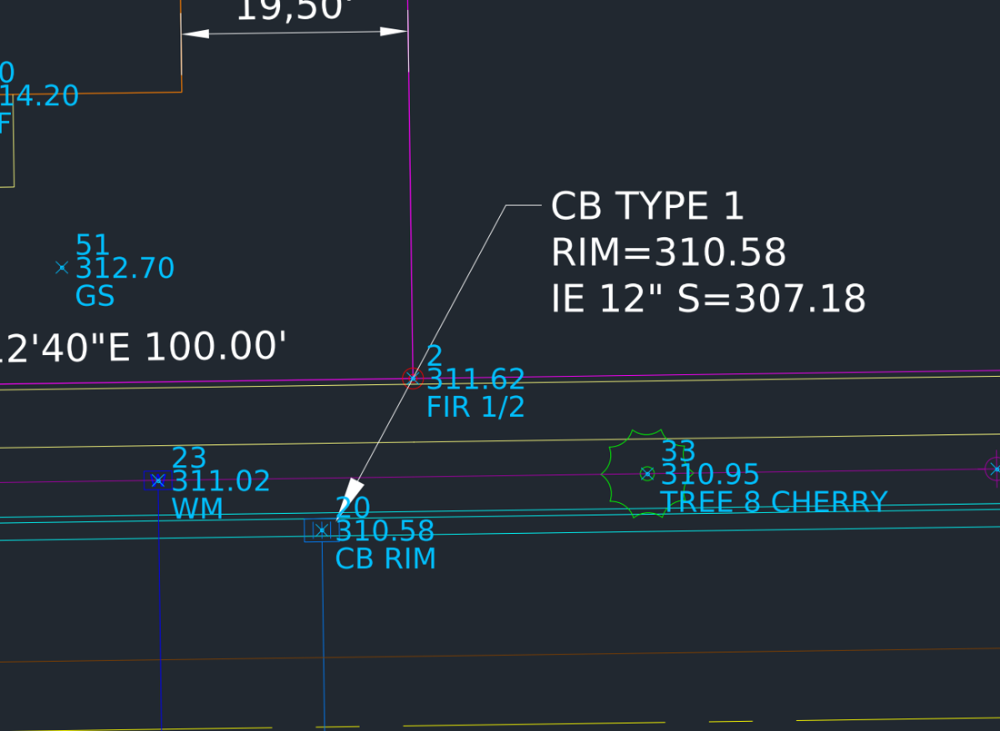 19,50'
0
14.20
F
CB TYPE 1
RIM=310.58
IE 12" S=307.18
51
312.70
GS
2'40"E 100.00'
2
311.62
FIR 1/2
23
311.02
WM
33
310.95
TREE 8 CHERRY
20
310.58
CB RIM